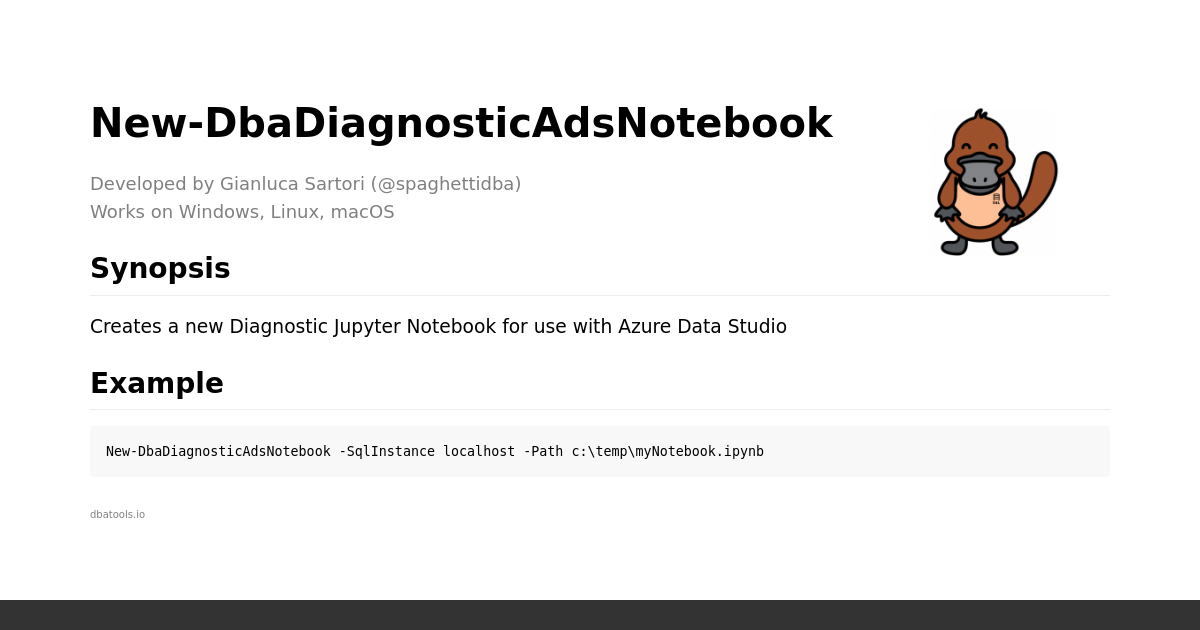 New-DbaDiagnosticAdsNotebook
Developed by Gianluca Sartori (@spaghettidba)
Works on Windows, Linux, macOS
Synopsis
Creates a new Diagnostic Jupyter Notebook for use with Azure Data Studio
Example
New-DbaDiagnosticAdsNotebook -SqlInstance localhost -Path c:\temp\myNotebook.ipynb
dbatools.io